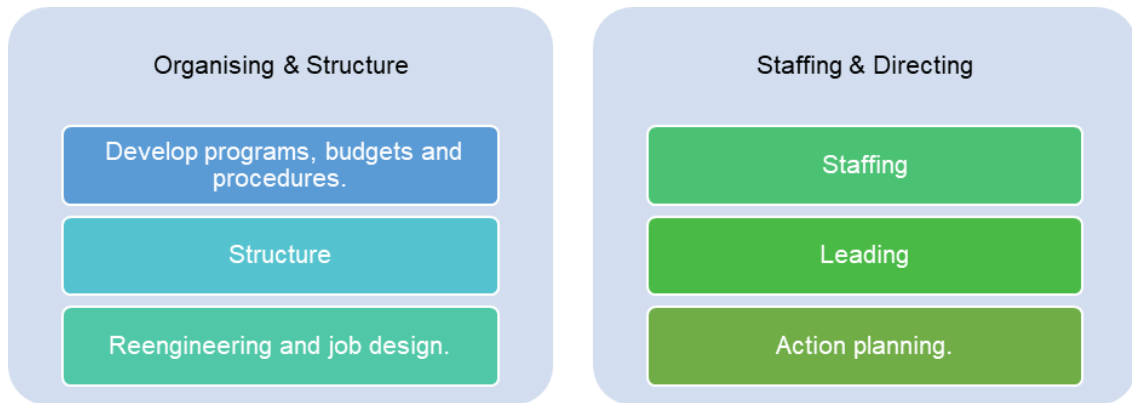 Organising & Structure
Develop programs, budgets and
procedures.
Structure
Reengineering and job design.
Staffing & Directing
Staffing
Leading
Action planning.